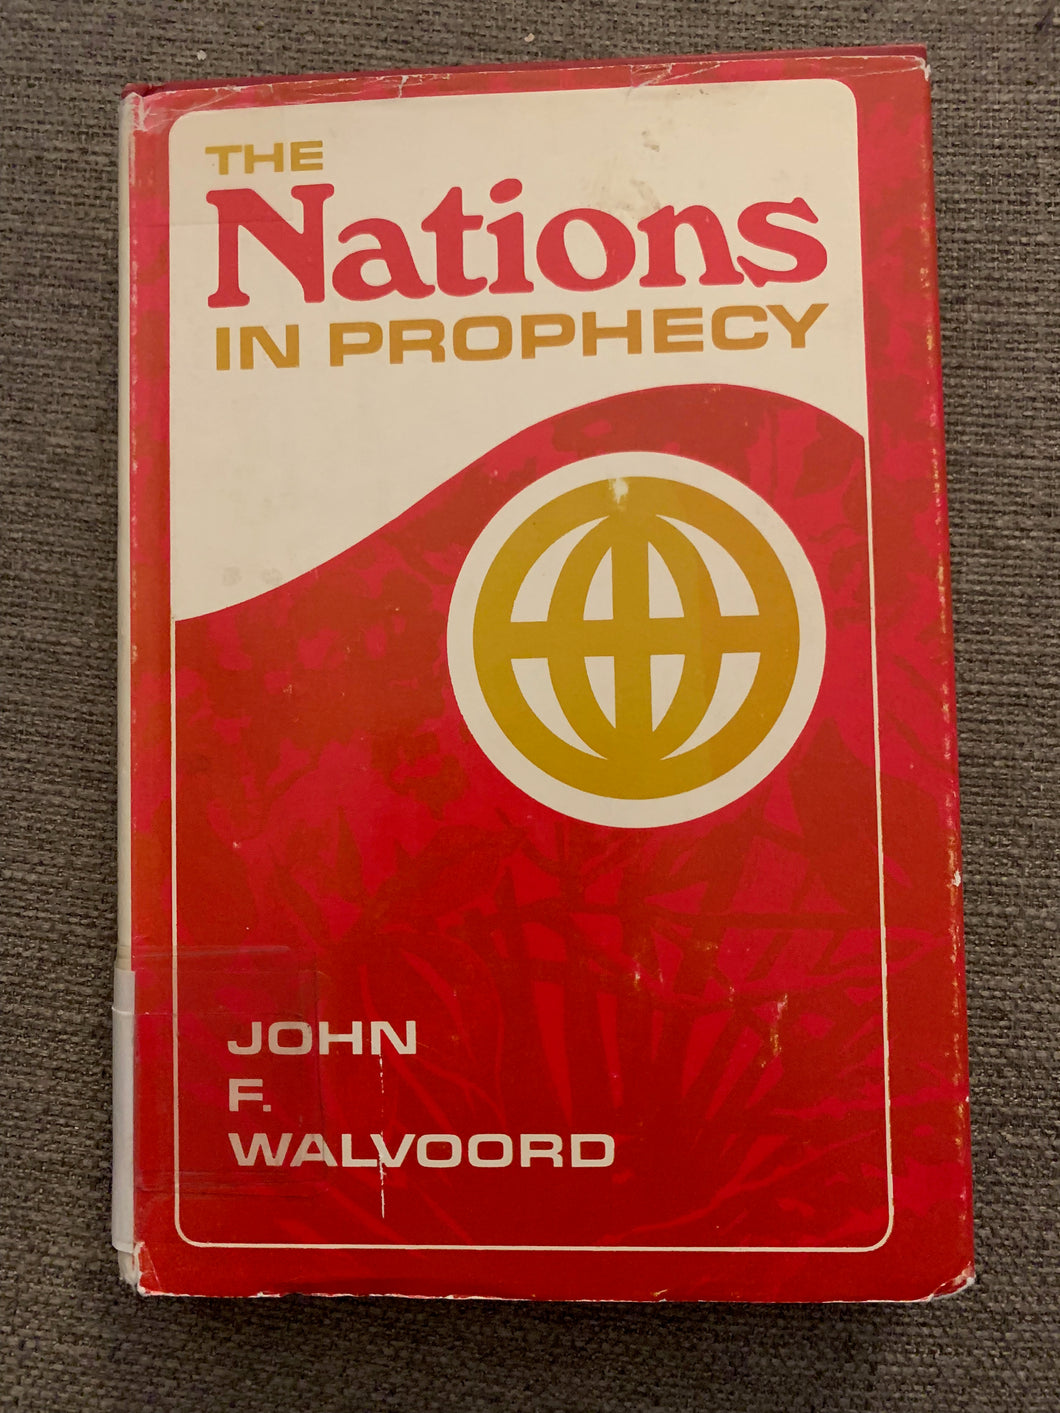 THE
Nations
IN PROPHECY
JOHN
F.
WALVOORD